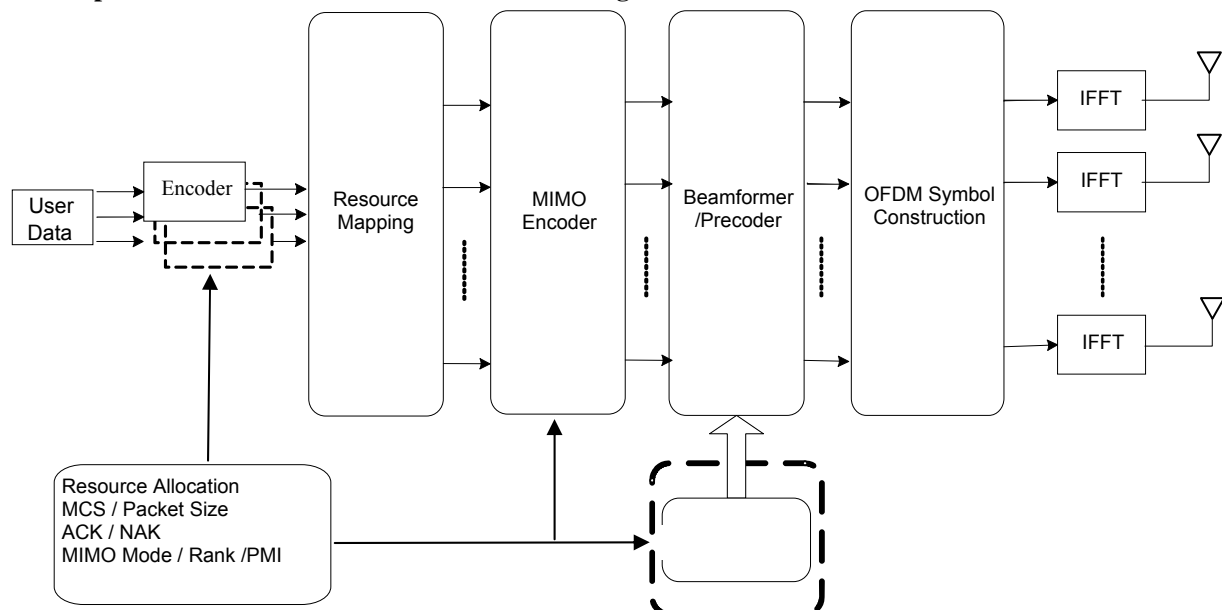 User
Data
Encoder
Resource
Mapping
MIMO
Encoder
Beamformer
/Precoder
OFDM Symbol
Construction
IFFT
IFFT
IFFT
Resource Allocation
MCS / Packet Size
ACK / NAK
MIMO Mode / Rank /PMI